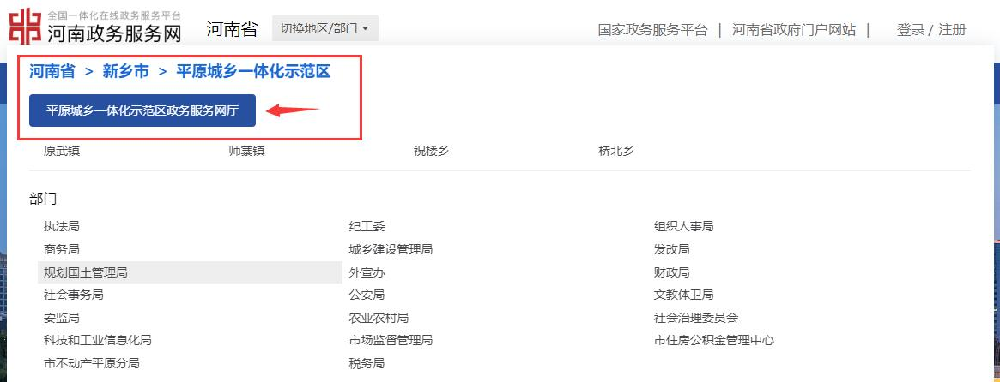 全国一体化在线政务服务平台
河南政务服务网
河南省
切换地区/部门
国家政务服务平台 | 河南省政府门户网站 | 登录 / 注册
河南省 > 新乡市 > 平原城乡一体化示范区
平原城乡一体化示范区政务服务网厅
原武镇 师寨镇 祝楼乡 桥北乡
部门
执法局 纪工委 组织人事局
商务局 城乡建设管理局 发改局
规划国土管理局 外宣办 财政局
社会事务局 公安局 文教体卫局
安监局 农业农村局 社会治理委员会
科技和工业信息化局 市场监督管理局 市住房公积金管理中心
市不动产平原分局 税务局